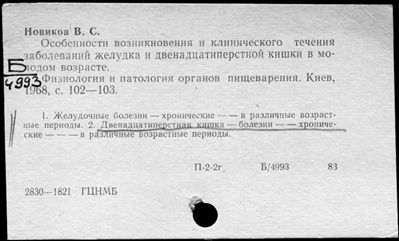 Новиков В. С.
Особенности возникновения и клинического течения
заболеваний желудка и двенадцатиперстной кишки в мо-
лодом возрасте.
Б
4993
Физиология и патология органов пищеварения. Киев,
1968, с. 102—103.
1. Желудочные болезни — хронические — — в различные возраст-
ные периоды. 2. Двенадцатиперстная кишка — болезни — — хрониче-
ские — — — в различные возрастные периоды.
П-2-2г Б/4993 83
2830—1821 ГЦНМБ